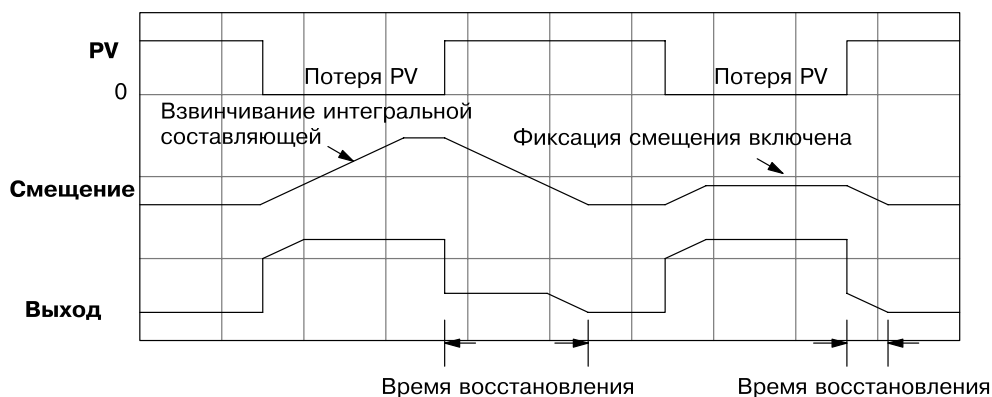 PV
0
Потеря PV
Потеря PV
Взвинчивание интегральной
составляющей
Фиксация смещения включена
Смещение
Выход
Время восстановления
Время восстановления